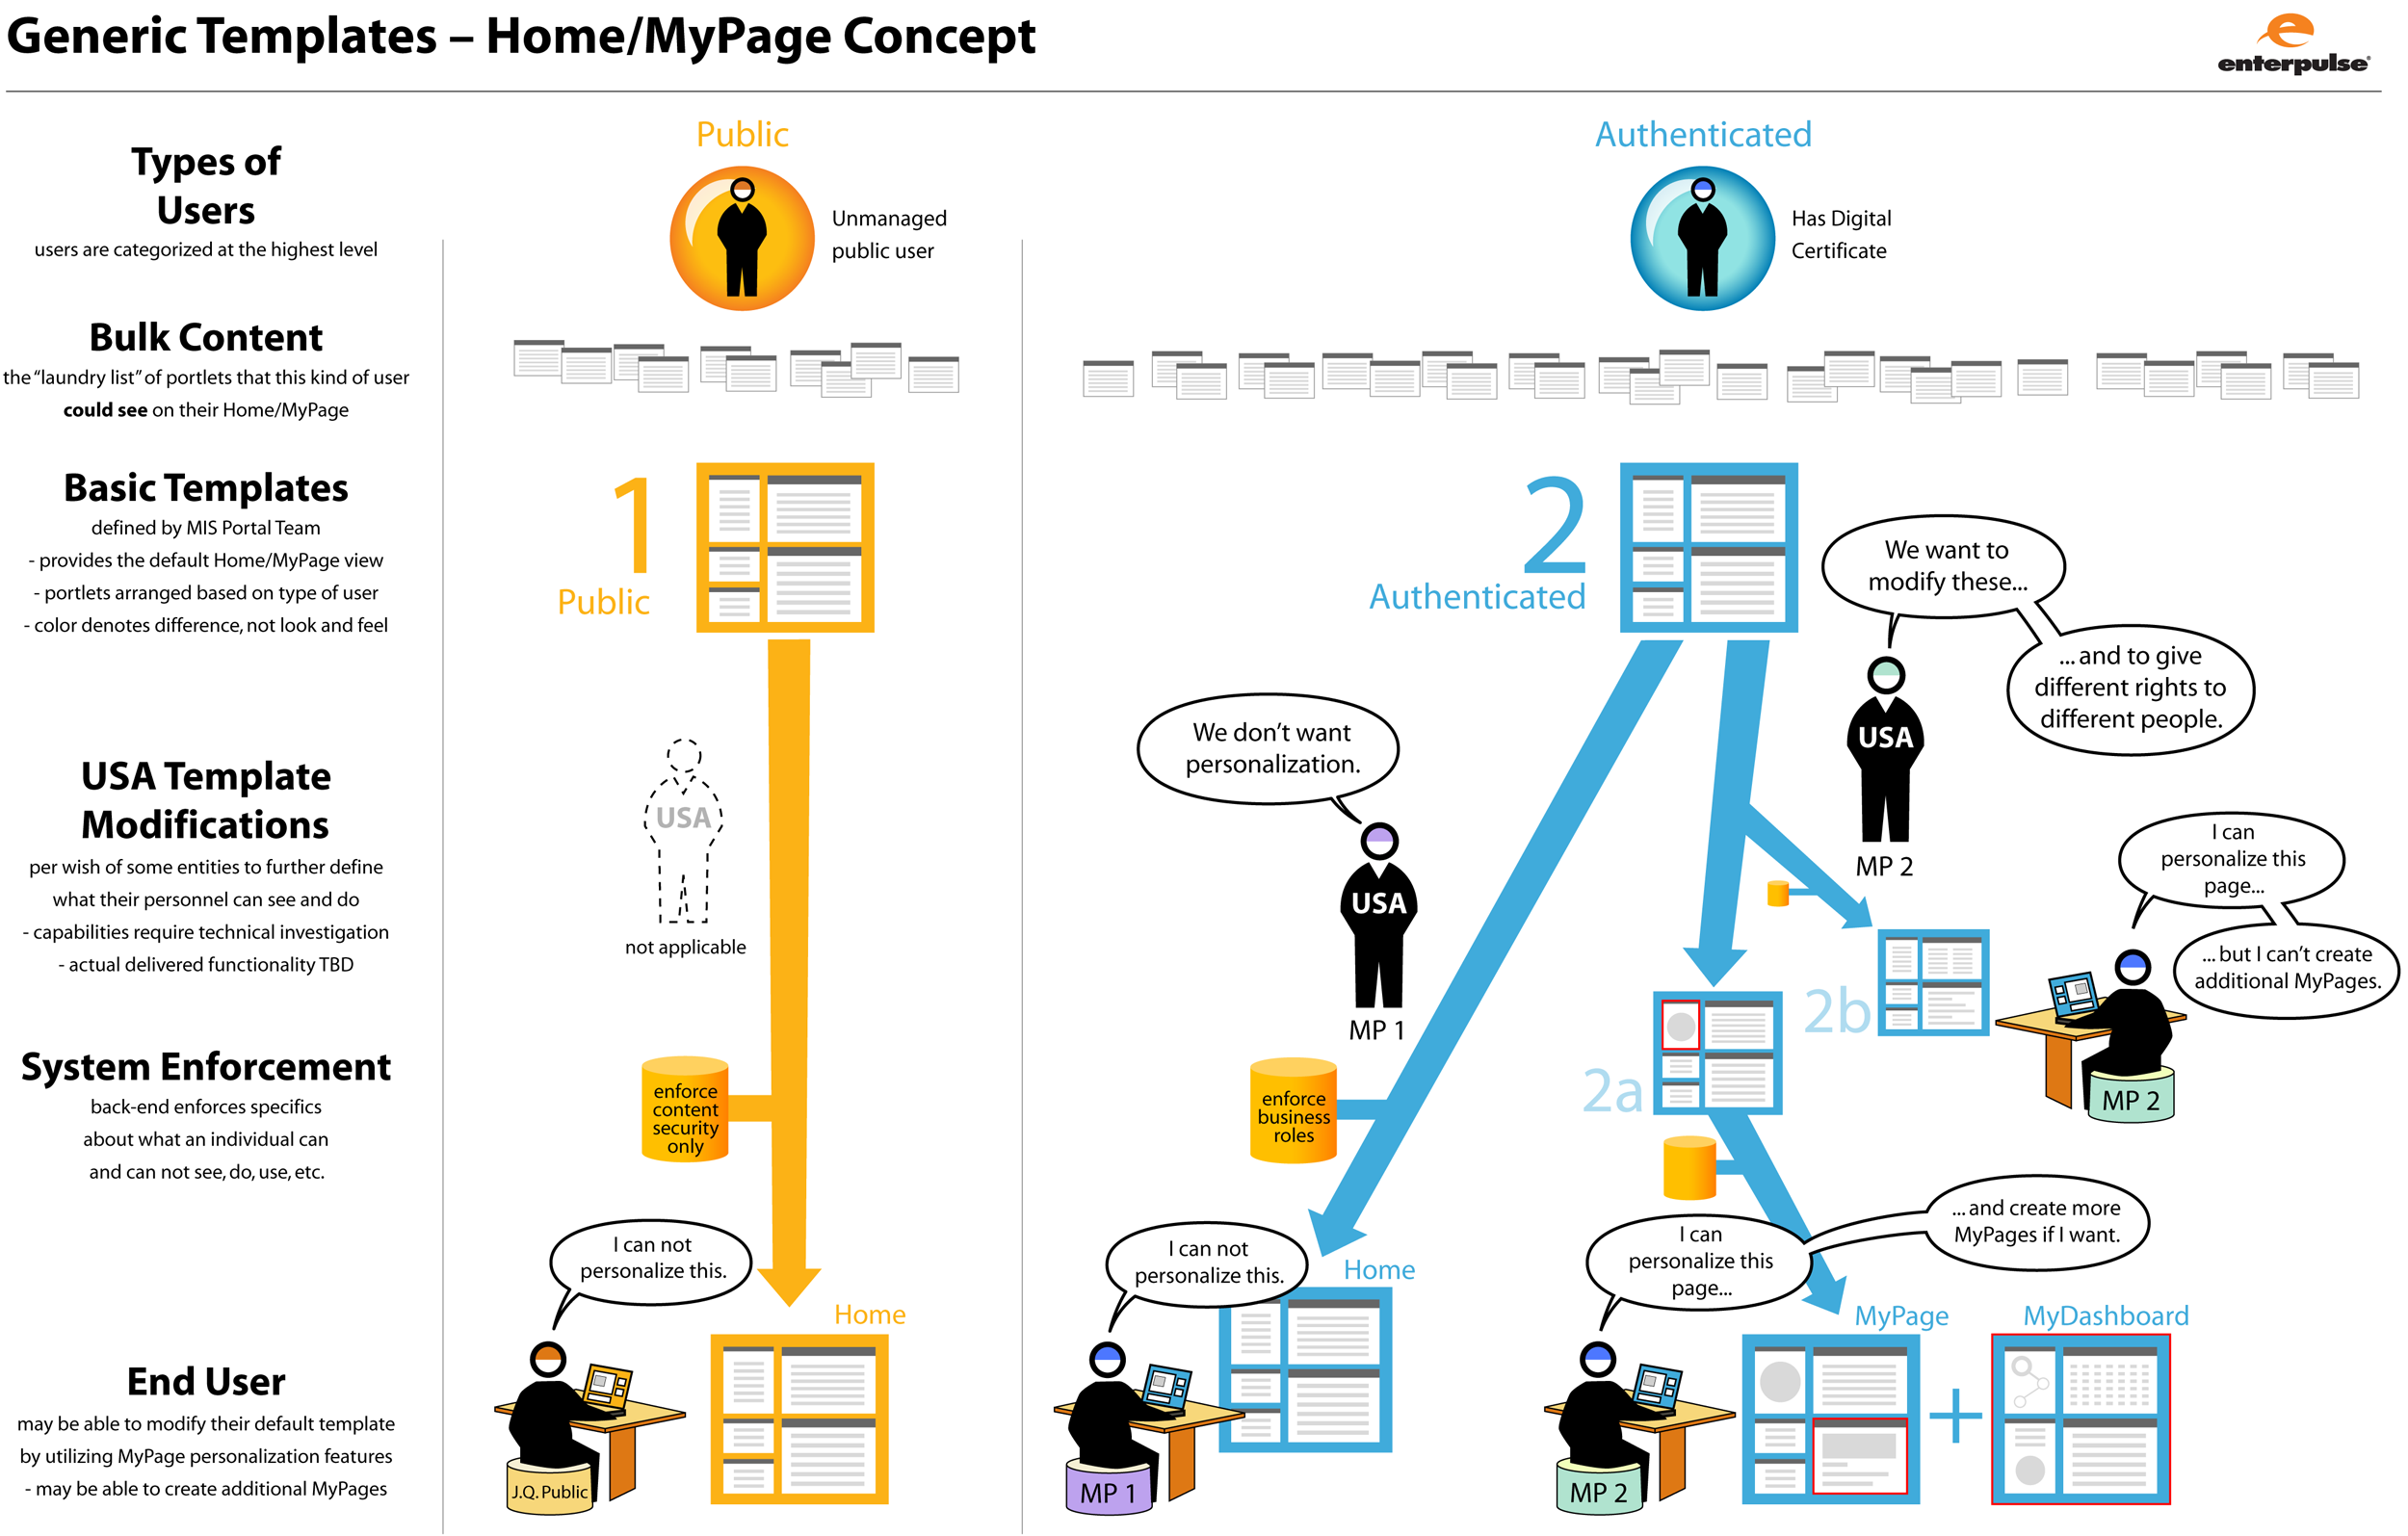 Generic Templates – Home/MyPage Concept
enterpulse
Types of
Users
users are categorized at the highest level
Public
Unmanaged
public user
Authenticated
Has Digital
Certificate
Bulk Content
the “laundry list” of portlets that this kind of user
could see on their Home/MyPage
Basic Templates
defined by MIS Portal Team
- provides the default Home/MyPage view
- portlets arranged based on type of user
- color denotes difference, not look and feel
1
Public
2
Authenticated
We want to
modify these...
...and to give
different rights to
different people.
USA
MP 2
USA Template
Modifications
per wish of some entities to further define
what their personnel can see and do
- capabilities require technical investigation
- actual delivered functionality TBD
USA
not applicable
We don’t want
personalization.
USA
MP 1
2a
2b
I can
personalize this
page...
...but I can’t create
additional MyPages.
MP 2
System Enforcement
back-end enforces specifics
about what an individual can
and can not see, do, use, etc.
enforce
content
security
only
enforce
business
roles
End User
may be able to modify their default template
by utilizing MyPage personalization features
- may be able to create additional MyPages
I can not
personalize this.
J.Q. Public
Home
I can not
personalize this.
MP 1
Home
I can
personalize this
page...
...and create more
MyPages if I want.
MP 2
MyPage
+
MyDashboard